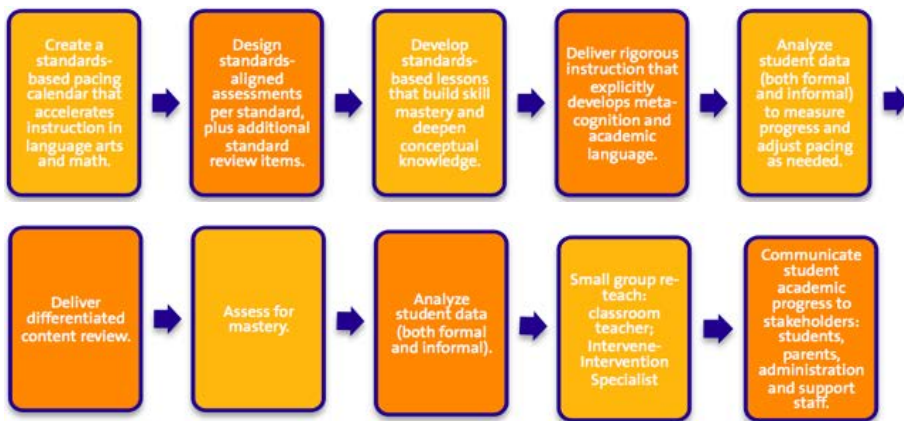 Create a
standards-
based pacing
calendar that
accelerates
instruction in
language arts
and math.
Design
standards-
aligned
assessments
per standard,
plus additional
standard
review items.
Develop
standards-
based lessons
that build skill
mastery and
deepen
conceptual
knowledge.
Deliver rigorous
instruction that
explicitly
develops meta-
cognition and
academic
language.
Analyze
student data
(both formal
and informal)
to measure
progress and
adjust pacing
as needed.
Deliver
differentiated
content review.
Assess for
mastery.
Analyze
student data
(both formal
and informal).
Small group re-
teach:
classroom
teacher;
Intervene-
Intervention
Specialist
Communicate
student
academic
progress to
stakeholders:
students,
parents,
administration
and support
staff.